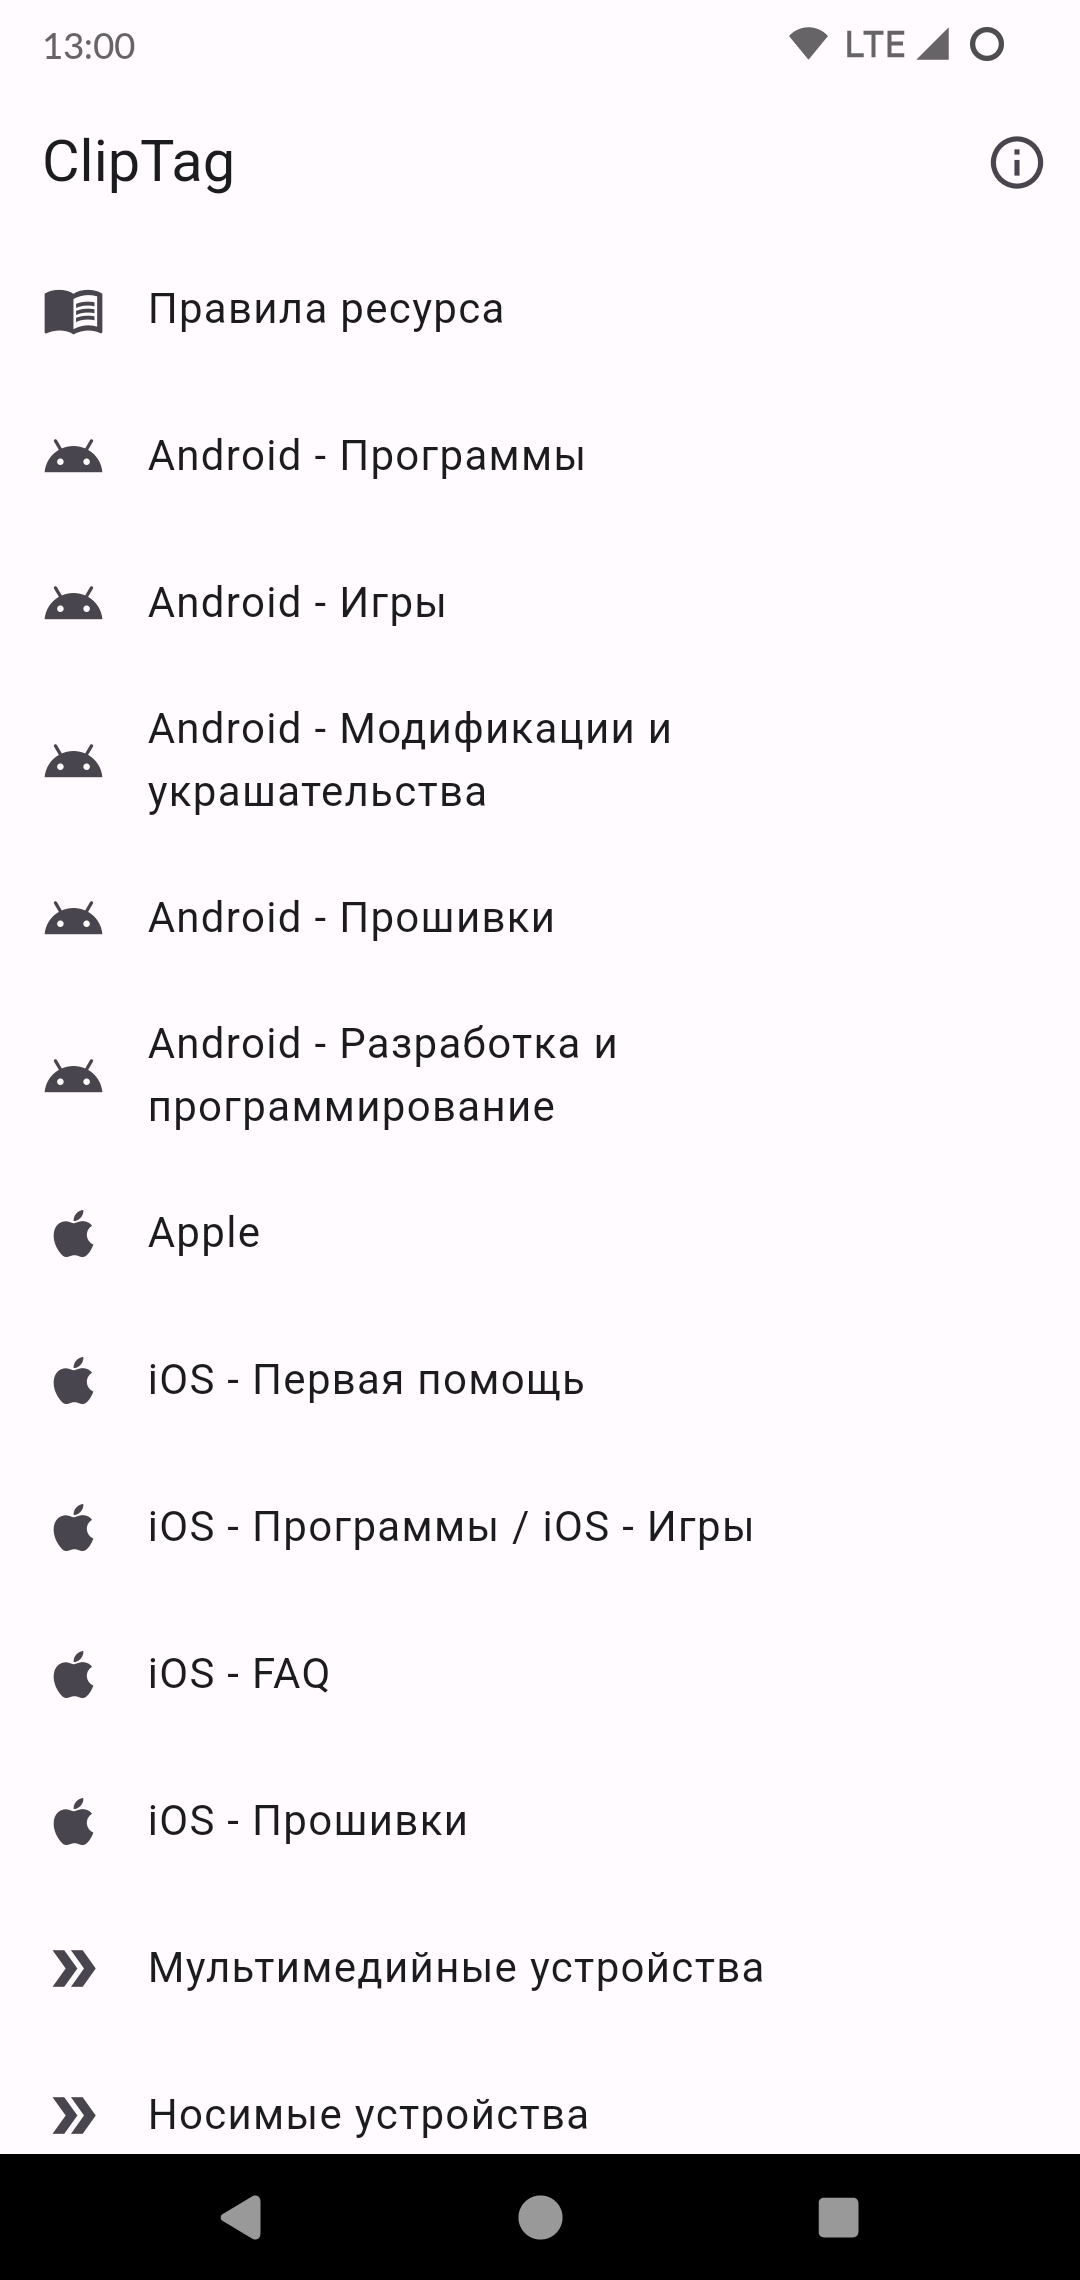 13:00
LTE
ClipTag
Правила ресурса
Android - Программы
Android - Игры
Android - Модификации и
украшательства
Android - Прошивки
Android - Разработка и
программирование
Apple
iOS - Первая помощь
iOS - Программы / iOS - Игры
iOS - FAQ
iOS - Прошивки
Мультимедийные устройства
Носимые устройства